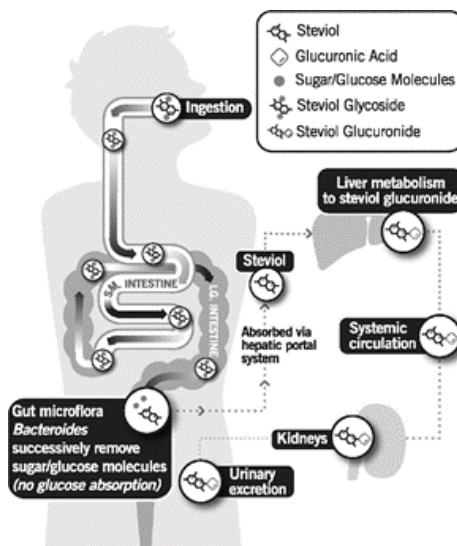 Steviol
Glucuronic Acid
Sugar/Glucose Molecules
Steviol Glycoside
Steviol Glucuronide
Ingestion
Liver metabolism
to steviol glucuronide
SM. INTESTINE
LG. INTESTINE
Steviol
Absorbed via
hepatic portal
system
Systemic
circulation
Gut microflora
Bacteroides
successively remove
sugar/glucose molecules
(no glucose absorption)
Kidneys
Urinary
excretion